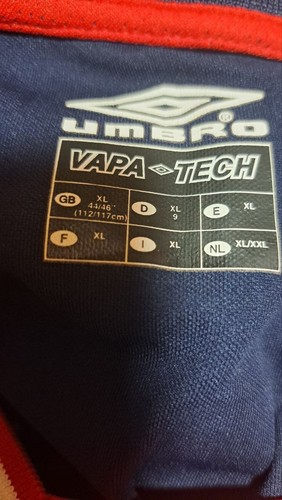 UMBRO ®
VAPA TECH
GB XL 44/46" (112/117cm) D XL 9 E XL
F XL I XL NL XL/XXL